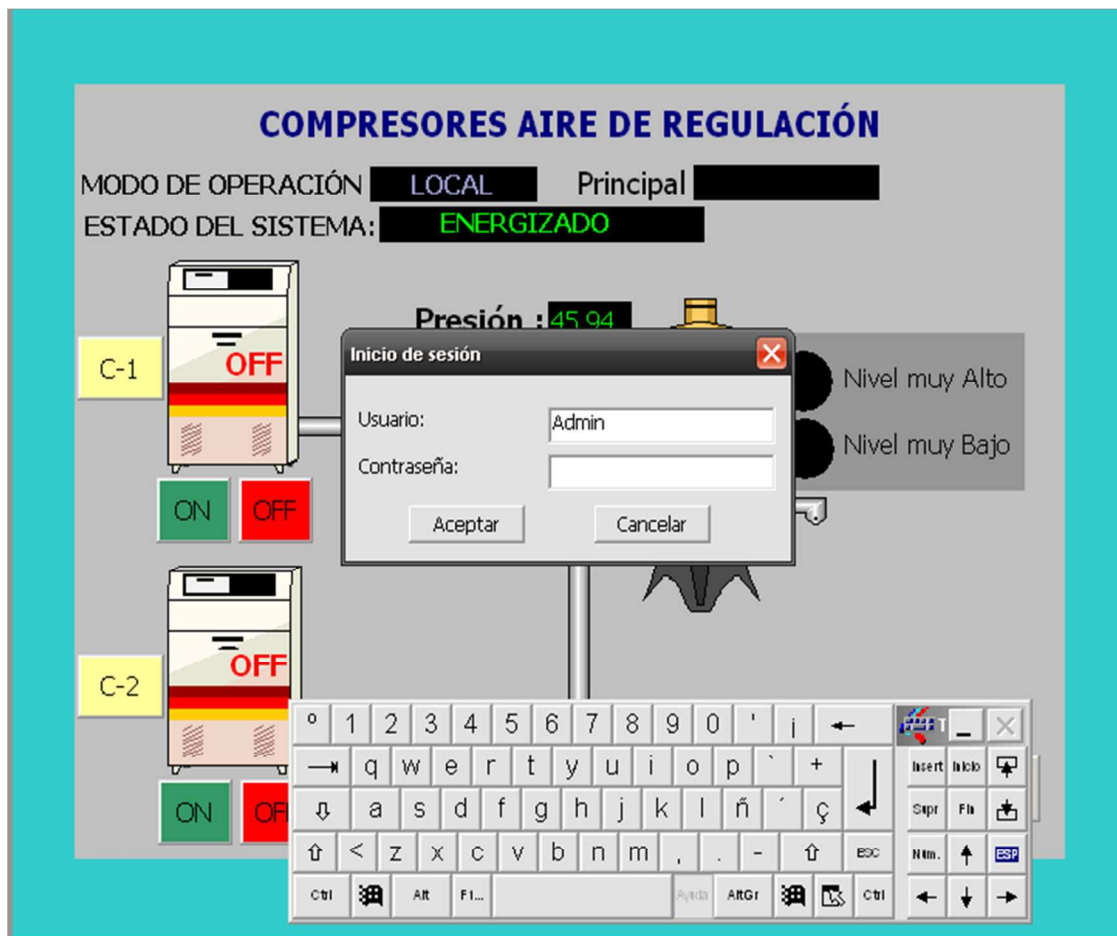 COMPRESORES AIRE DE REGULACIÓN
MODO DE OPERACIÓN LOCAL Principal
ESTADO DEL SISTEMA: ENERGIZADO
Presión : 45.94
C-1
OFF
Nivel muy Alto
Nivel muy Bajo
ON OFF
Inicio de sesión
Usuario: Admin
Contraseña:
Aceptar Cancelar
C-2
OFF
ON OFF
º 1 2 3 4 5 6 7 8 9 0 ' ¡
q w e r t y u i o p ` + Insert Inicio
a s d f g h j k l ñ ´ ç Supr Fin
< z x c v b n m , . - ESC Núm. ESP
Ctrl Alt F1... Ayuda AltGr Ctrl